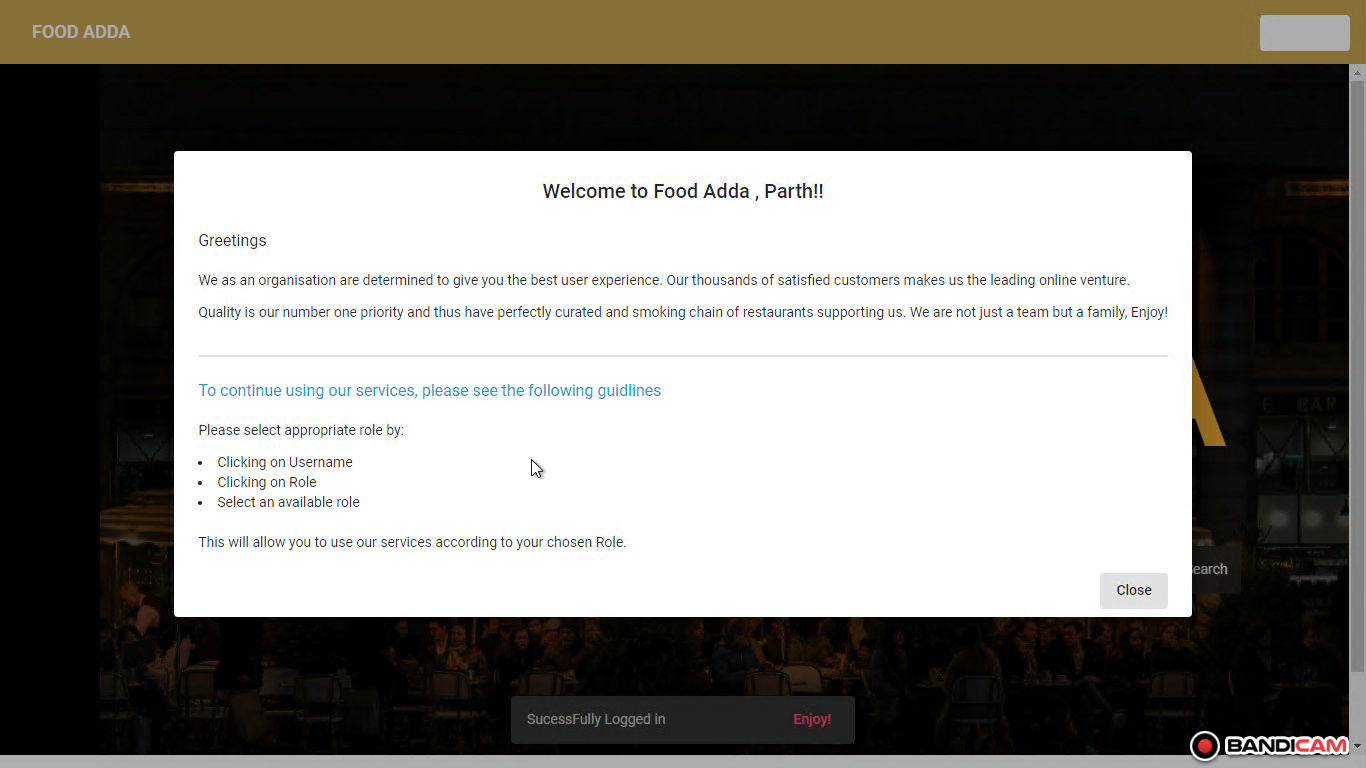 FOOD ADDA
Welcome to Food Adda , Parth!!
Greetings
We as an organisation are determined to give you the best user experience. Our thousands of satisfied customers makes us the leading online venture.
Quality is our number one priority and thus have perfectly curated and smoking chain of restaurants supporting us. We are not just a team but a family, Enjoy!
To continue using our services, please see the following guidlines
Please select appropriate role by:
• Clicking on Username
• Clicking on Role
• Select an available role
This will allow you to use our services according to your chosen Role.
Close
SucessFully Logged in Enjoy!
BANDICAM